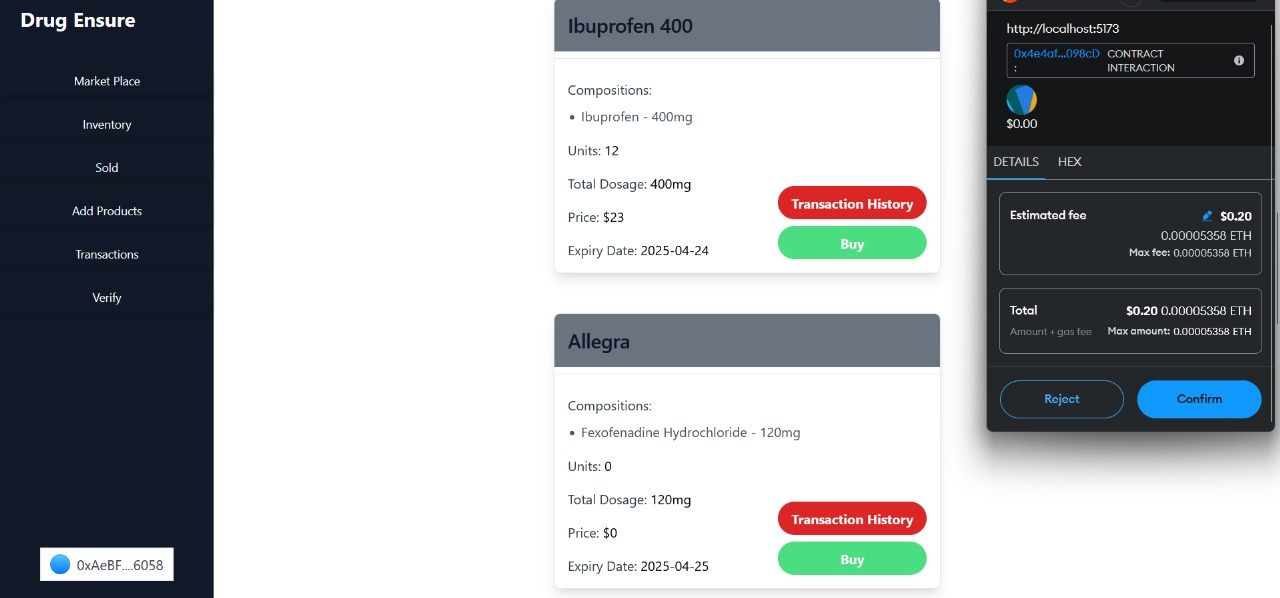 Drug Ensure
Market Place
Inventory
Sold
Add Products
Transactions
Verify
0xAeBF....6058
Ibuprofen 400
Compositions:
• Ibuprofen - 400mg
Units: 12
Total Dosage: 400mg
Price: $23
Expiry Date: 2025-04-24
Transaction History
Buy
Allegra
Compositions:
• Fexofenadine Hydrochloride - 120mg
Units: 0
Total Dosage: 120mg
Price: $0
Expiry Date: 2025-04-25
Transaction History
Buy
http://localhost:5173
0x4e4af...098cD CONTRACT
: INTERACTION
$0.00
DETAILS HEX
Estimated fee $0.20
0.00005358 ETH
Max fee: 0.00005358 ETH
Total $0.20 0.00005358 ETH
Amount + gas fee Max amount: 0.00005358 ETH
Reject Confirm